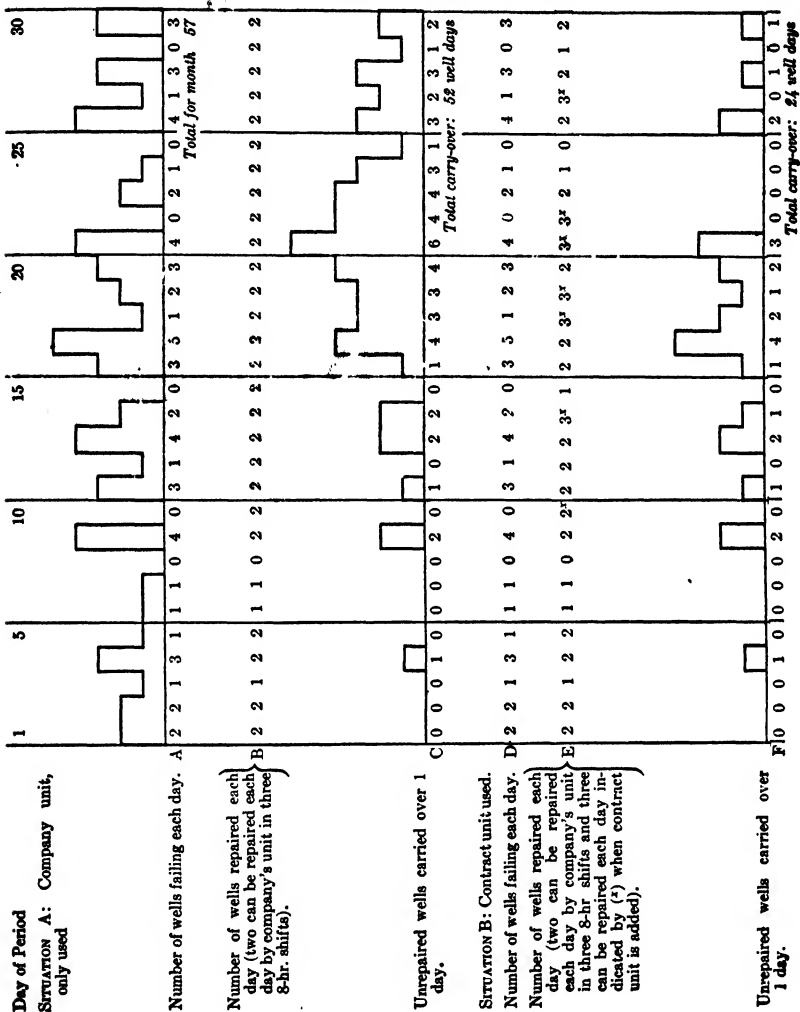 Day of Period 1 5 10 15 20 25 30
SITUATION A: Company unit,
only used
Number of wells failing each day. A 2 2 1 3 1 1 1 0 4 0 3 1 4 2 0 3 5 1 2 3 4 0 2 1 0 4 1 3 0 3
Total for month 57
Number of wells repaired each
day (two can be repaired each
day by company's unit in three
8-hr. shifts).
B 2 2 1 2 2 1 1 0 2 2 2 2 2 2 2 2 2 2 2 2 2 2 2 2 2 2 2 2 2 2
Unrepaired wells carried over 1
day.
C 0 0 0 1 0 0 0 0 2 0 1 0 2 2 0 1 4 3 3 4 6 4 4 3 1 3 2 3 1 2
Total carry-over: 52 well days
SITUATION B: Contract unit used.
Number of wells failing each day. D 2 2 1 3 1 1 1 0 4 0 3 1 4 2 0 3 5 1 2 3 4 0 2 1 0 4 1 3 0 3
Number of wells repaired each
day (two can be repaired
each day by company's unit
in three 8-hr shifts and three
can be repaired each day in-
dicated by (ˣ) when contract
unit is added).
E 2 2 1 2 2 1 1 0 2 2ˣ 2 2 2 3ˣ 1 2 2 3ˣ 3ˣ 2 3ˣ 3ˣ 2 1 0 2 3ˣ 2 1 2
Unrepaired wells carried over
1 day.
F 0 0 0 1 0 0 0 0 2 0 1 0 2 1 0 1 4 2 1 2 3 0 0 0 0 2 0 1 0 1
Total carry-over: 24 well days